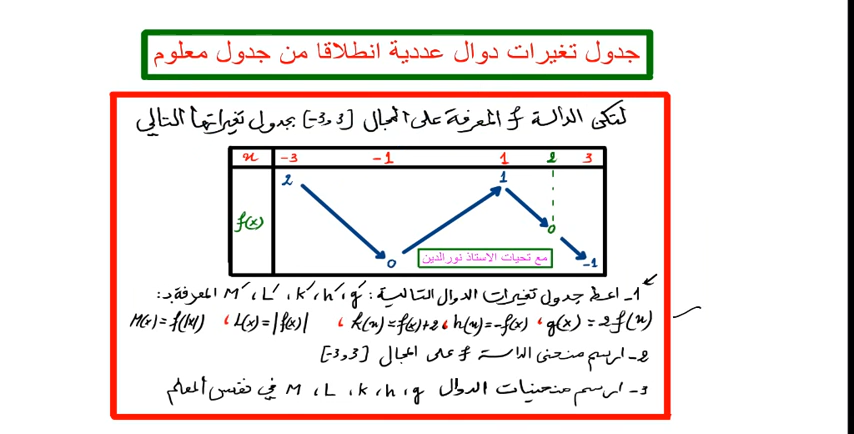 جدول تغيرات دوال عددية انطلاقا من جدول معلوم
لتكن الدالة f المعرفة على المجال [-3,3] بجدول تغيراتها التالي
x -3 -1 1 2 3
2 1
f(x) 0
مع تحيات الاستاذ نورالدين
0 -1
1- اعط جدول تغيرات الدوال التالية: g، h، k، L، M المعرفة بـ:
g(x) = 2f(x) ، h(x) = -f(x) ، k(x) = f(x)+2 ، L(x) = |f(x)| ، M(x) = f(|x|)
2- ارسم منحنى الدالة f على المجال [-3,3]
3- ارسم منحنيات الدوال g، h، k، L، M في نفس المعلم